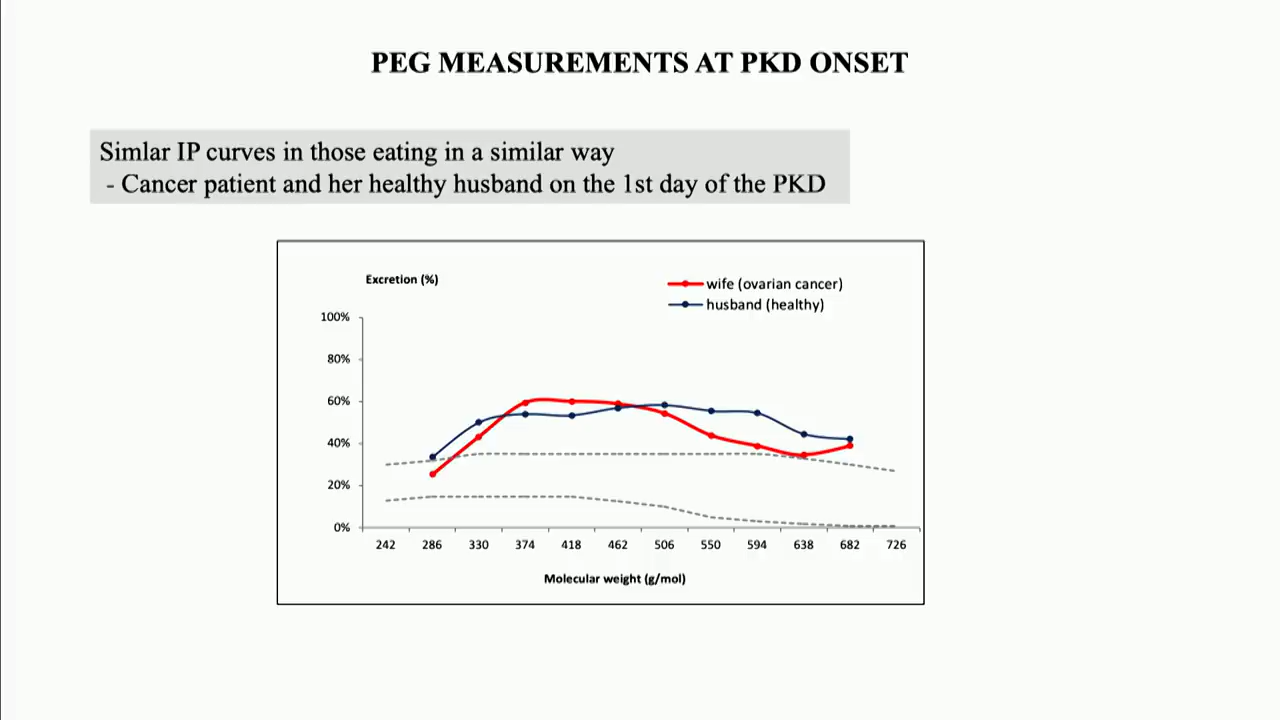 PEG MEASUREMENTS AT PKD ONSET
Simlar IP curves in those eating in a similar way
- Cancer patient and her healthy husband on the 1st day of the PKD
Excretion (%)
wife (ovarian cancer)
husband (healthy)
100%
80%
60%
40%
20%
0%
242 286 330 374 418 462 506 550 594 638 682 726
Molecular weight (g/mol)